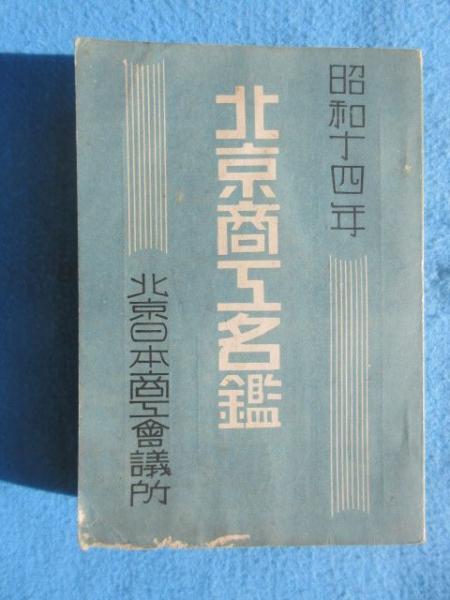 昭和十四年
北京商工名鑑
北京日本商工會議所